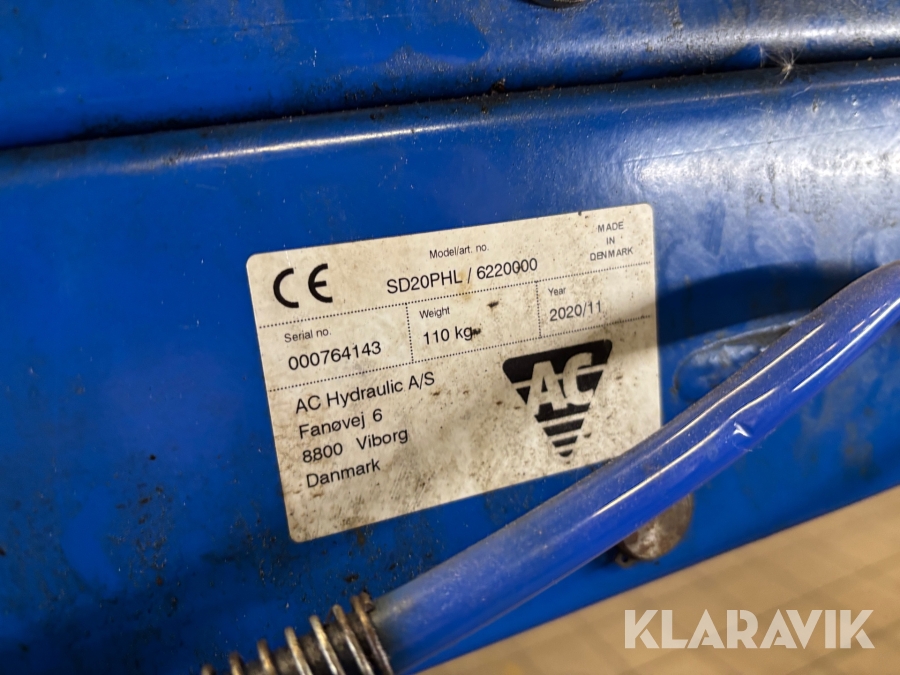 CE
Model/art. no.
SD20PHL / 6220000
MADE
IN
DENMARK
Serial no.
000764143
Weight
110 kg
Year
2020/11
AC Hydraulic A/S
Fanøvej 6
8800 Viborg
Danmark
AC
KLARAVIK